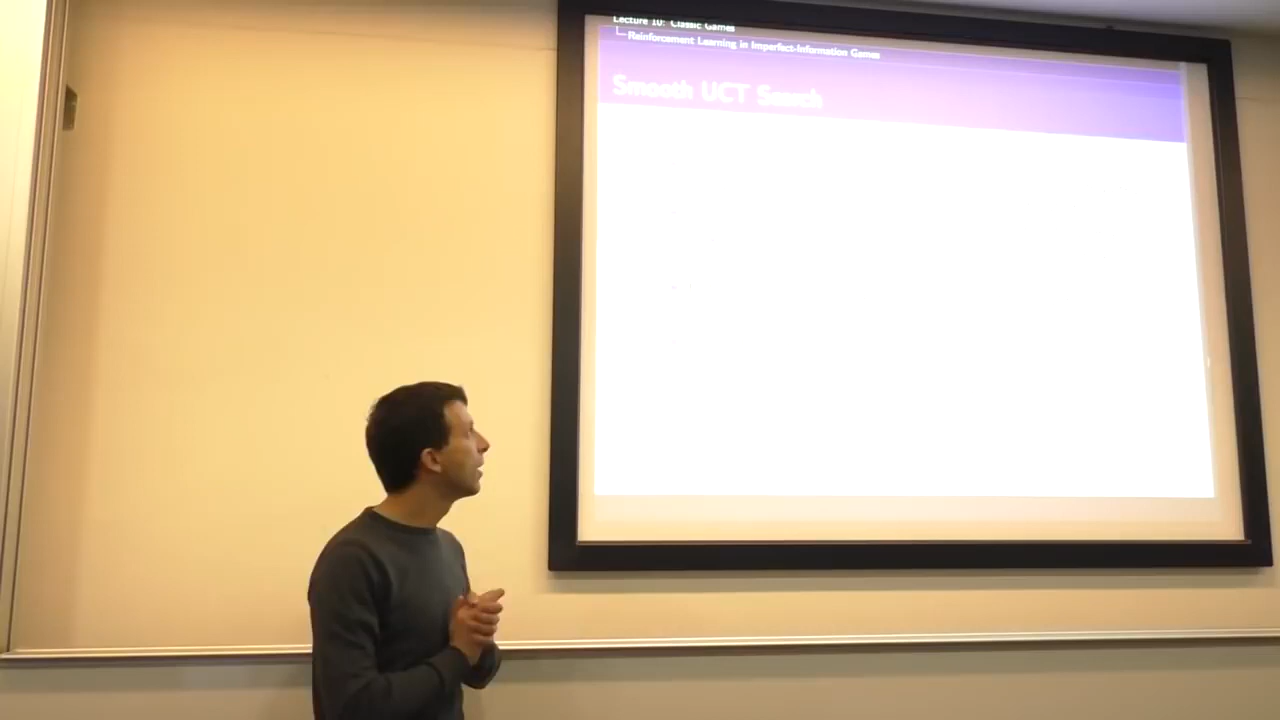 Lecture 10: Classic Games
Reinforcement Learning in Imperfect-Information Games
Smooth UCT Search